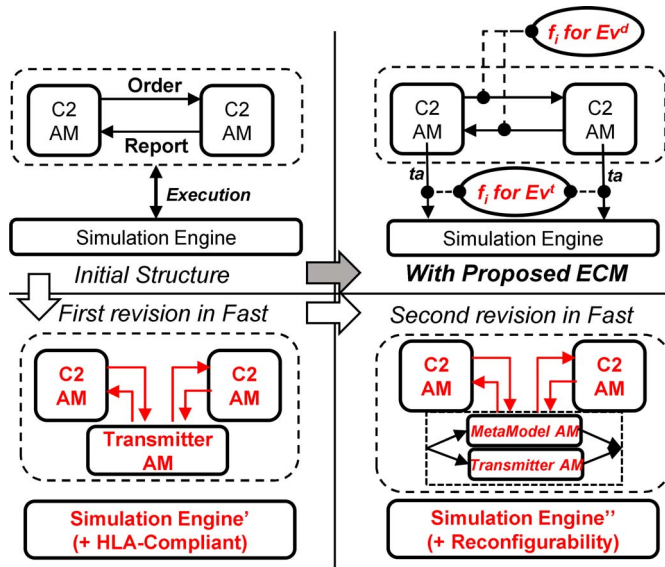 Order
C2
AM
C2
AM
Report
Execution
Simulation Engine
Initial Structure
f_i for Ev^d
C2
AM
C2
AM
ta
ta
f_i for Ev^t
Simulation Engine
With Proposed ECM
First revision in Fast
C2
AM
C2
AM
Transmitter
AM
Simulation Engine'
(+ HLA-Compliant)
Second revision in Fast
C2
AM
C2
AM
MetaModel AM
Transmitter AM
Simulation Engine''
(+ Reconfigurability)